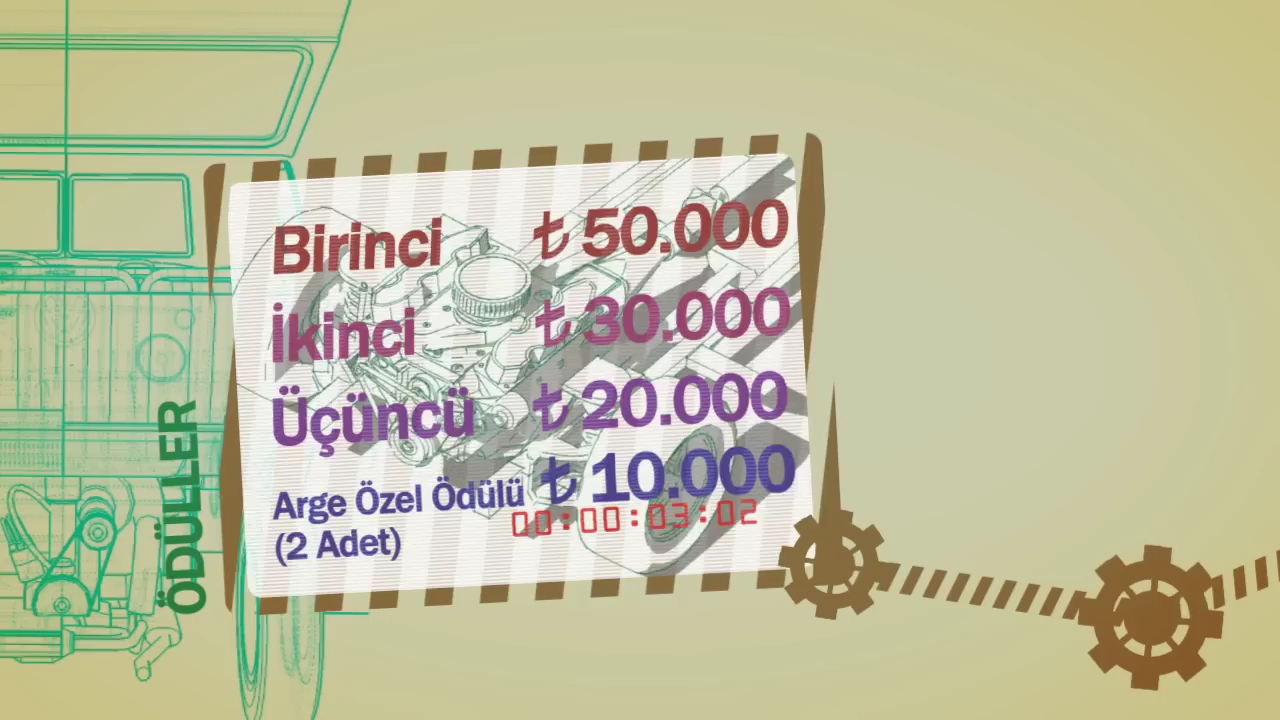 ÖDÜLLER
Birinci ₺ 50.000
İkinci ₺ 30.000
Üçüncü ₺ 20.000
Arge Özel Ödülü ₺ 10.000
(2 Adet)
00:00:03:02